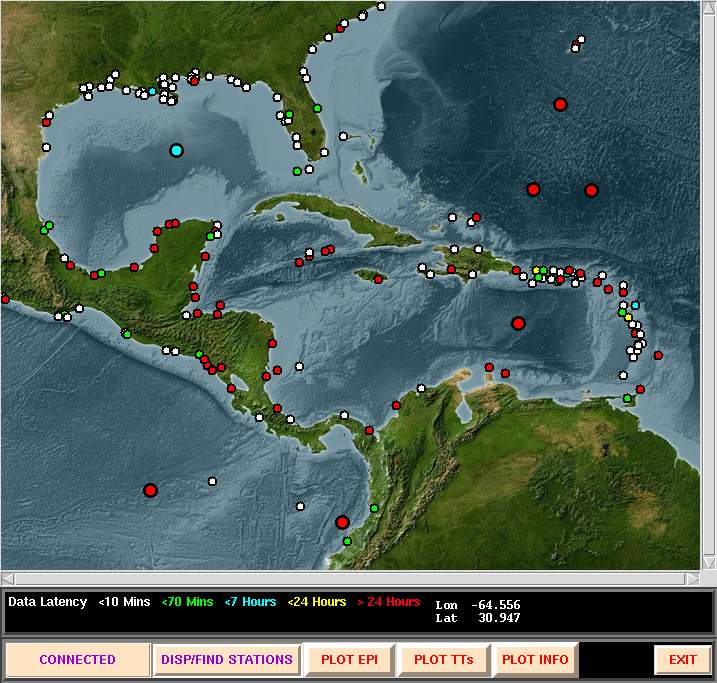 Data Latency <10 Mins <70 Mins <7 Hours <24 Hours > 24 Hours Lon -64.556
Lat 30.947
CONNECTED DISP/FIND STATIONS PLOT EPI PLOT TTs PLOT INFO EXIT